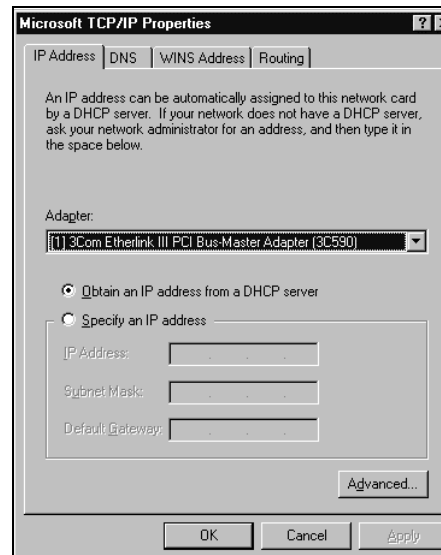 Microsoft TCP/IP Properties
IP Address
DNS
WINS Address
Routing
An IP address can be automatically assigned to this network card
by a DHCP server. If your network does not have a DHCP server,
ask your network administrator for an address, and then type it in
the space below.
Adapter:
[1] 3Com Etherlink III PCI Bus-Master Adapter (3C590)
Obtain an IP address from a DHCP server
Specify an IP address
IP Address:
Subnet Mask:
Default Gateway:
Advanced...
OK
Cancel
Apply